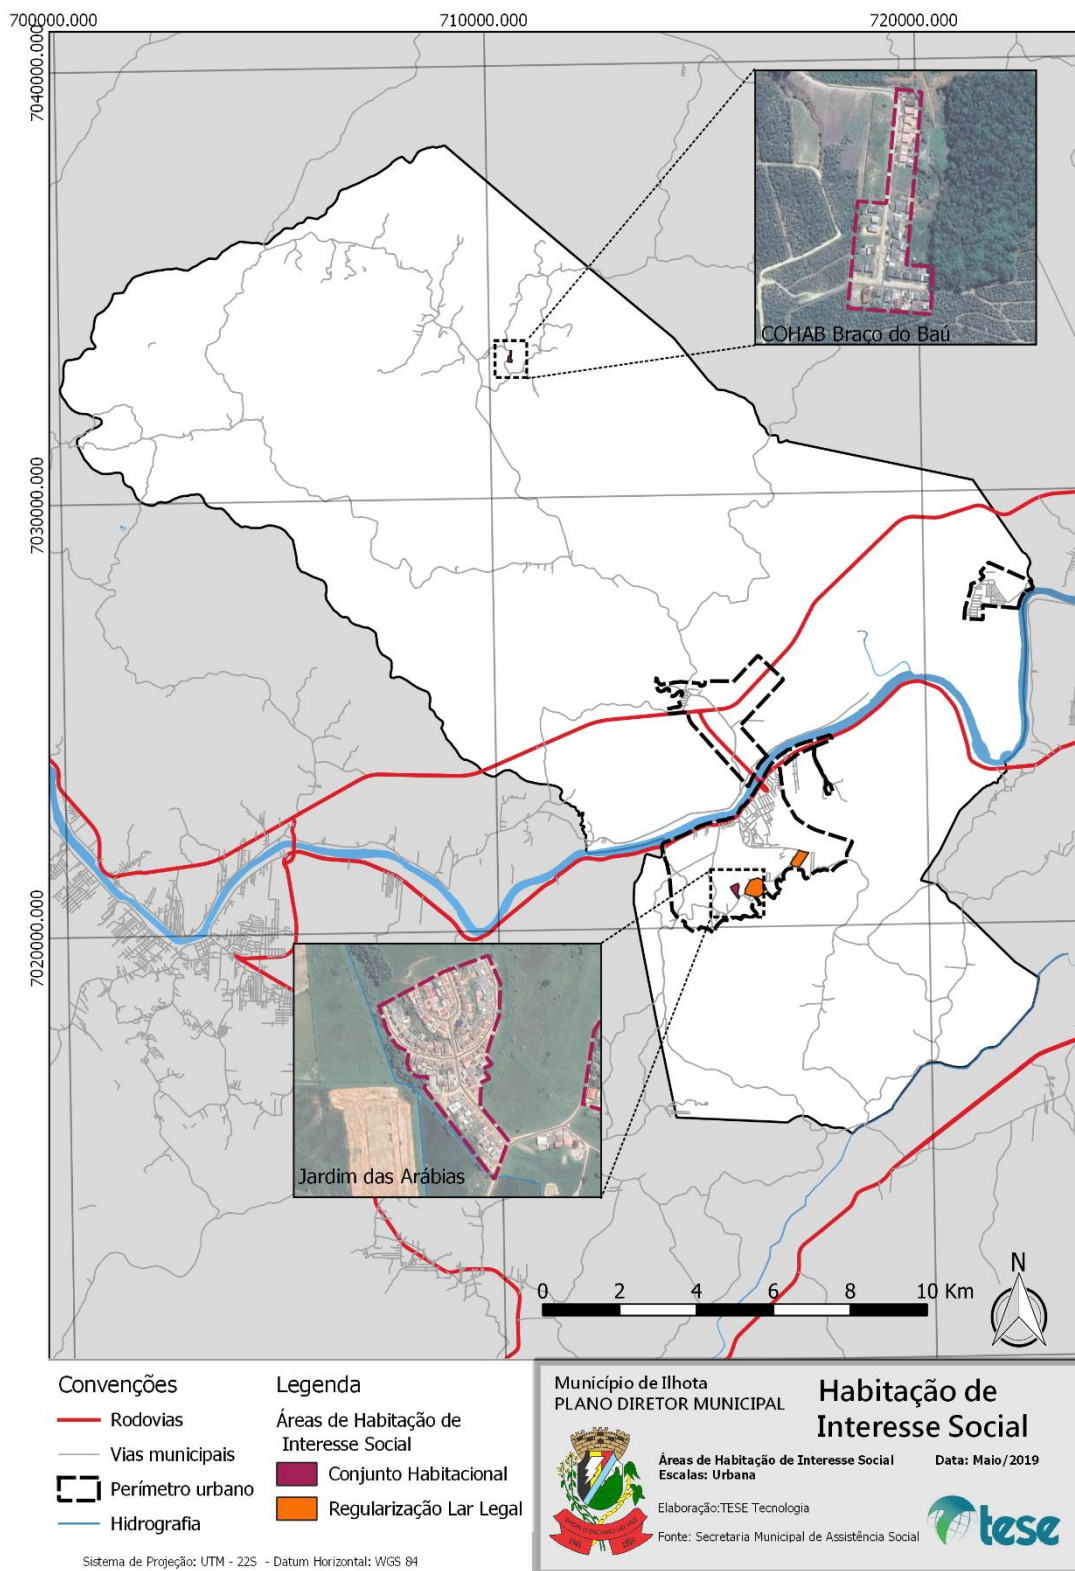 700000.000
710000.000
720000.000
7040000.000
7030000.000
7020000.000
COHAB Braço do Baú
Jardim das Arábias
0 2 4 6 8 10 Km
N
Convenções
Rodovias
Vias municipais
Perímetro urbano
Hidrografia
Legenda
Áreas de Habitação de
Interesse Social
Conjunto Habitacional
Regularização Lar Legal
Sistema de Projeção: UTM - 22S - Datum Horizontal: WGS 84
Município de Ilhota
PLANO DIRETOR MUNICIPAL
Habitação de
Interesse Social
Áreas de Habitação de Interesse Social
Escalas: Urbana
Data: Maio/2019
Elaboração:TESE Tecnologia
Fonte: Secretaria Municipal de Assistência Social
tese